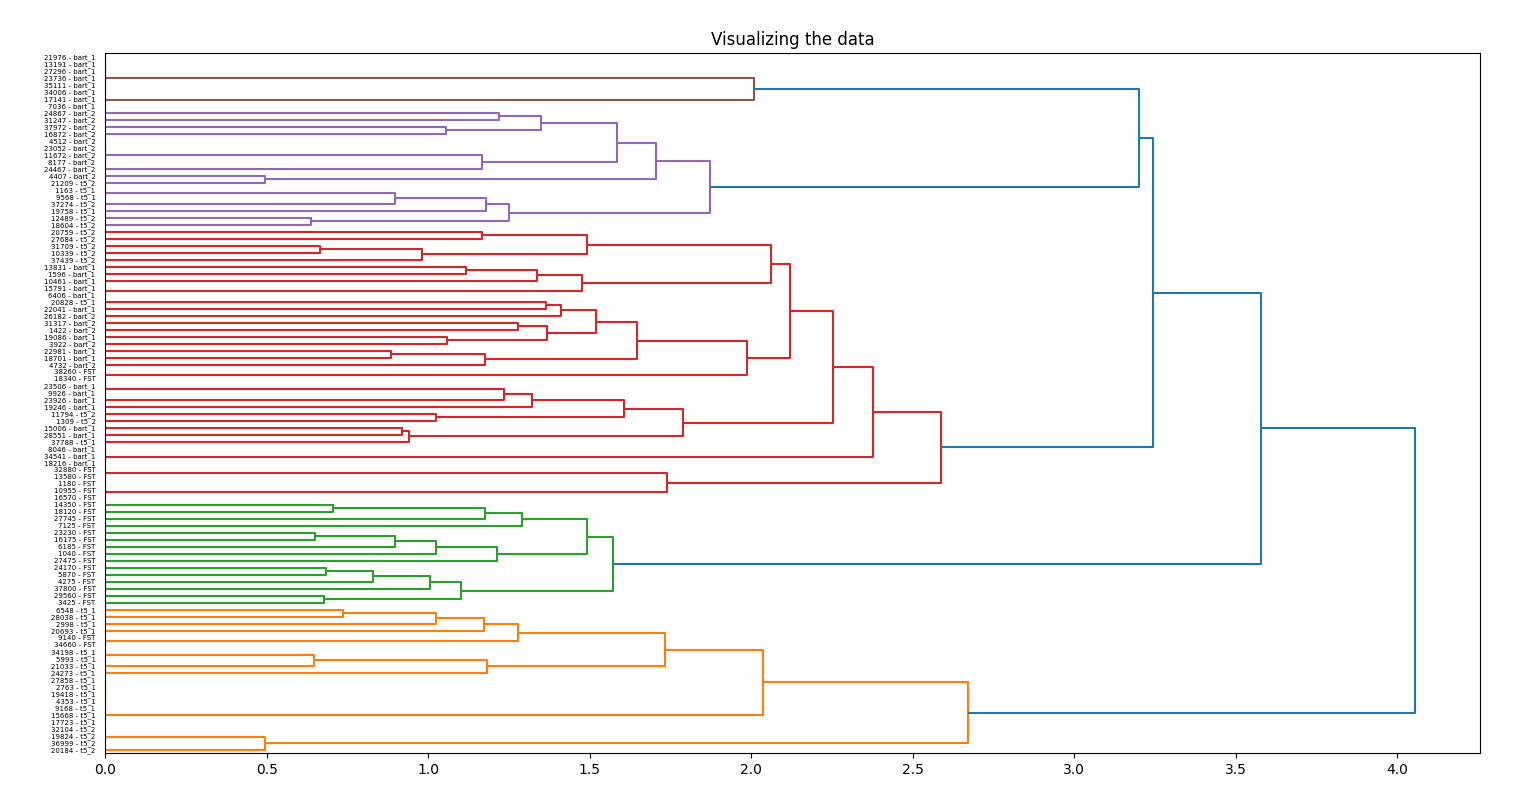 Visualizing the data
21976 - bart_1
13191 - bart_1
27296 - bart_1
23736 - bart_1
35111 - bart_1
34006 - bart_1
17141 - bart_1
7036 - bart_1
24867 - bart_2
31247 - bart_2
37972 - bart_2
16872 - bart_2
4512 - bart_2
23052 - bart_2
11672 - bart_2
8177 - bart_2
24467 - bart_2
4407 - bart_2
21209 - t5_2
1163 - t5_1
9568 - t5_1
37274 - t5_2
19758 - t5_1
12489 - t5_2
18604 - t5_2
20759 - t5_2
27684 - t5_2
31709 - t5_2
10339 - t5_2
37439 - t5_2
13831 - bart_1
1596 - bart_1
10461 - bart_1
15791 - bart_1
6406 - bart_1
20828 - t5_1
22041 - bart_1
26182 - bart_2
31317 - bart_2
1422 - bart_2
19086 - bart_1
3922 - bart_2
22981 - bart_1
18701 - bart_1
4732 - bart_2
38260 - FST
18340 - FST
23506 - bart_1
9926 - bart_1
23926 - bart_1
19246 - bart_1
11794 - t5_2
1309 - t5_2
15006 - bart_1
28551 - bart_1
37788 - t5_1
8046 - bart_1
34541 - bart_1
18216 - bart_1
32880 - FST
13580 - FST
1180 - FST
10955 - FST
16570 - FST
14350 - FST
18120 - FST
27745 - FST
7125 - FST
23230 - FST
16175 - FST
6185 - FST
1040 - FST
27475 - FST
24170 - FST
5870 - FST
4275 - FST
37800 - FST
29560 - FST
3425 - FST
6548 - t5_1
28038 - t5_1
2998 - t5_1
20693 - t5_1
9140 - FST
34660 - FST
34198 - t5_1
5993 - t5_1
21033 - t5_1
24273 - t5_1
27858 - t5_1
2763 - t5_1
19418 - t5_1
4353 - t5_1
9168 - t5_1
15668 - t5_1
17723 - t5_1
32104 - t5_2
19824 - t5_2
36999 - t5_2
20184 - t5_2
0.0 0.5 1.0 1.5 2.0 2.5 3.0 3.5 4.0